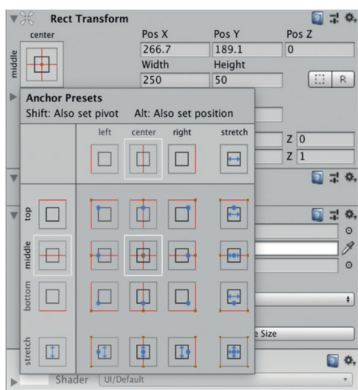 Rect Transform
center
middle
Pos X Pos Y Pos Z
266.7 189.1 0
Width Height
250 50
R
Anchor Presets
Shift: Also set pivot Alt: Also set position
left center right stretch
top
middle
bottom
stretch
Z 0
Z 1
e Size
Shader UI/Default